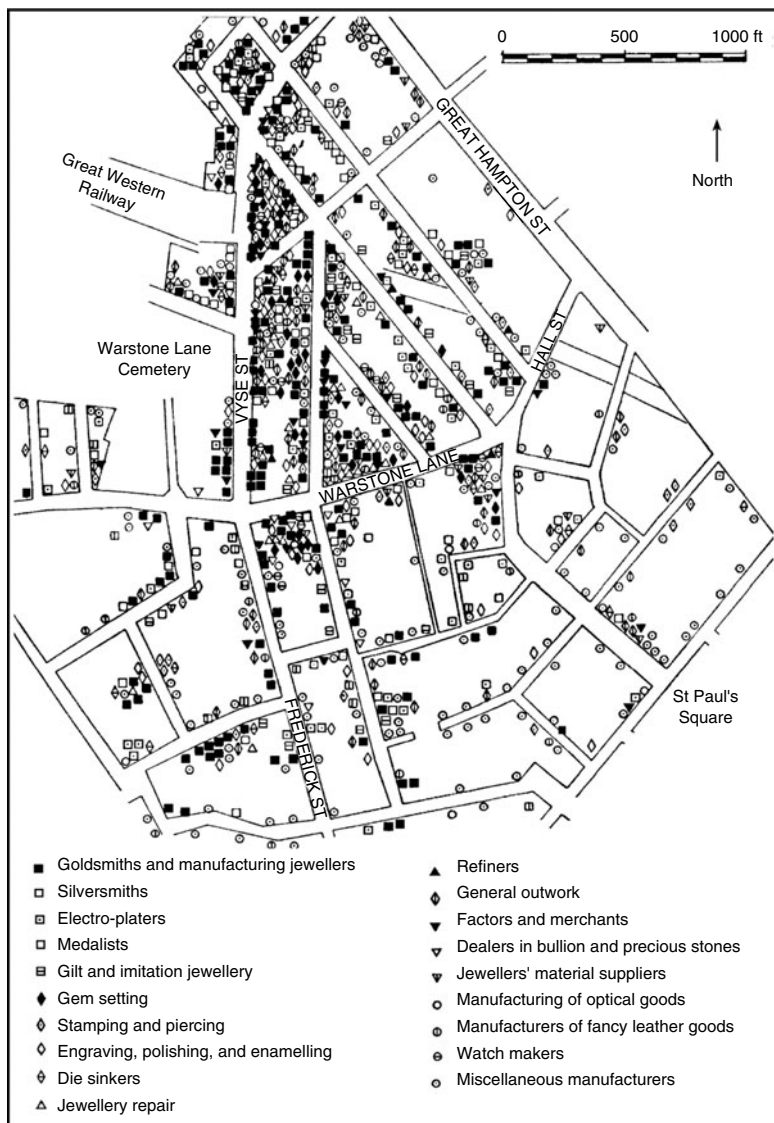 0 500 1000 ft
GREAT HAMPTON ST
North
Great Western
Railway
HALL ST
Warstone Lane
Cemetery
VYSE ST
WARSTONE LANE
St Paul's
Square
FREDERICK ST
Goldsmiths and manufacturing jewellers
Silversmiths
Electro-platers
Medalists
Gilt and imitation jewellery
Gem setting
Stamping and piercing
Engraving, polishing, and enamelling
Die sinkers
Jewellery repair
Refiners
General outwork
Factors and merchants
Dealers in bullion and precious stones
Jewellers' material suppliers
Manufacturing of optical goods
Manufacturers of fancy leather goods
Watch makers
Miscellaneous manufacturers